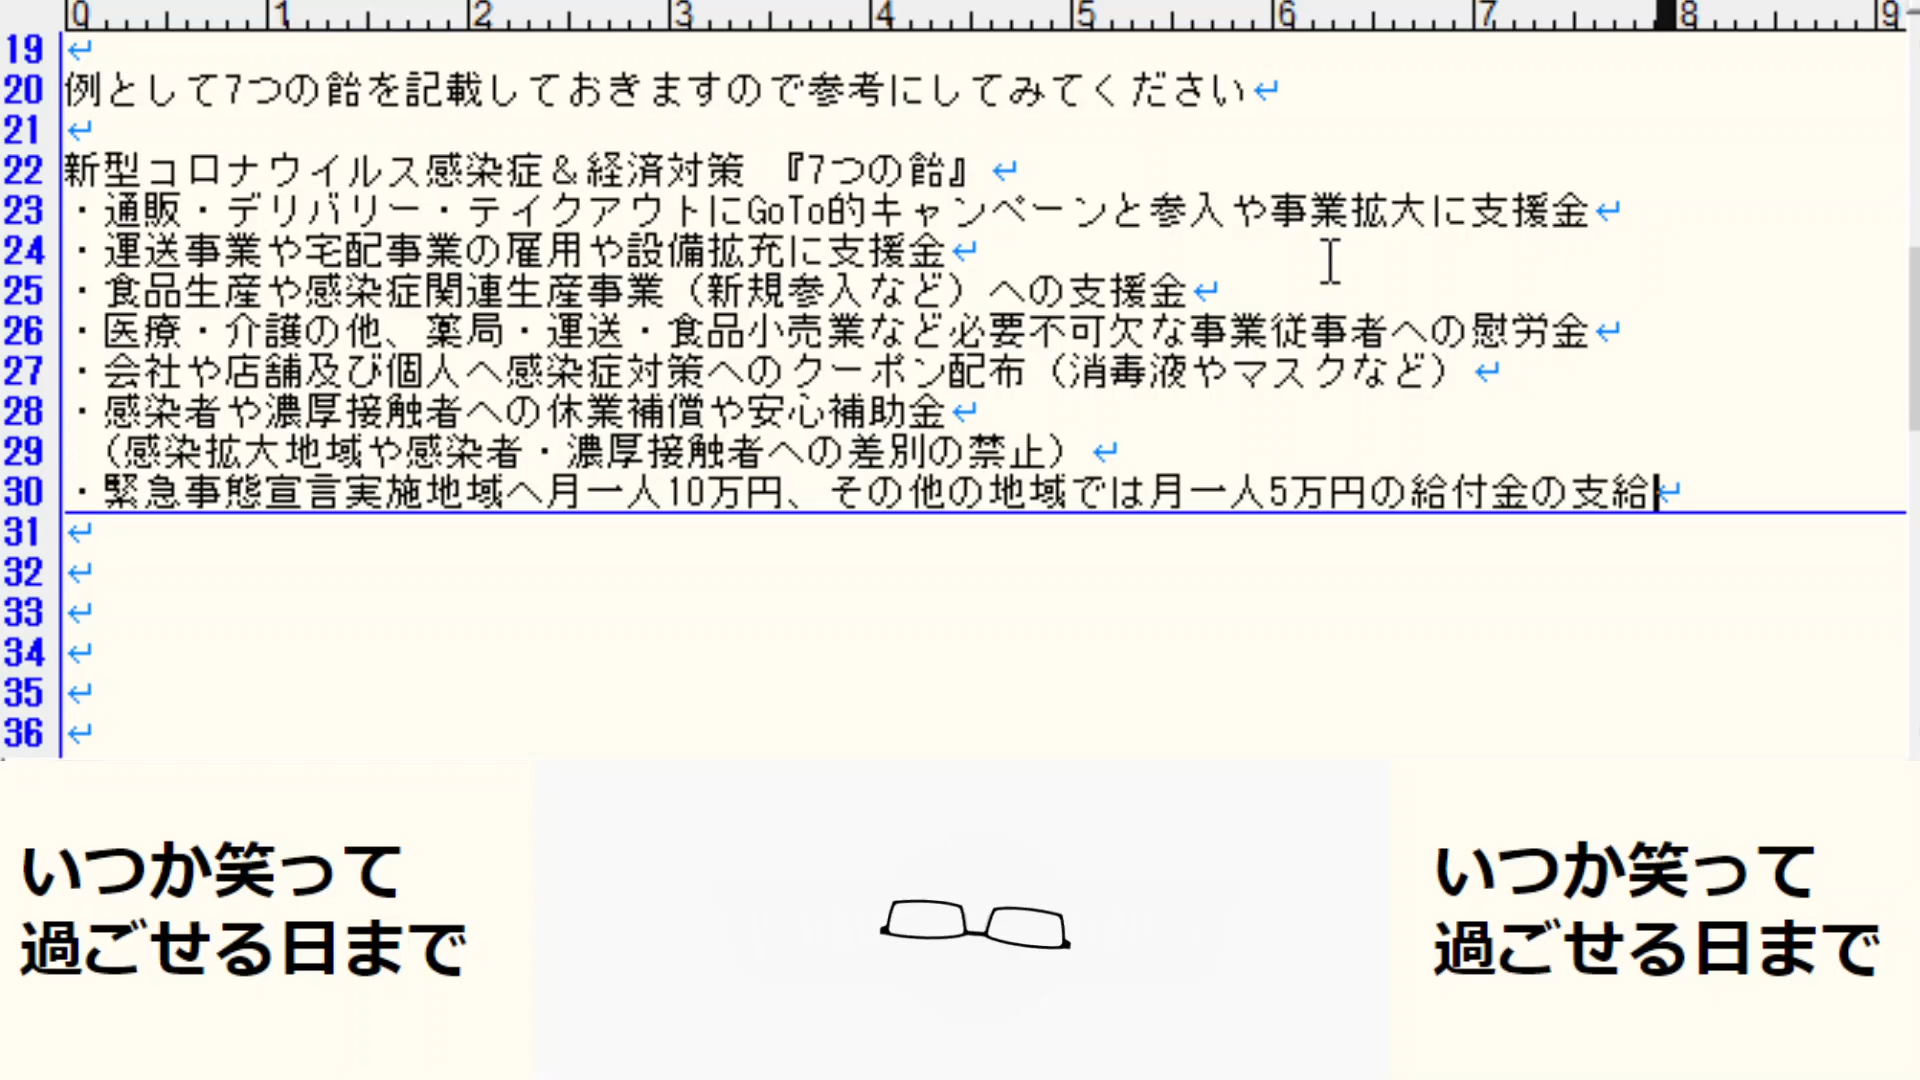 0 1 2 3 4 5 6 7 8 9
19
20 例として7つの飴を記載しておきますので参考にしてみてください
21
22 新型コロナウイルス感染症＆経済対策 『7つの飴』
23 ・通販・デリバリー・テイクアウトにGoTo的キャンペーンと参入や事業拡大に支援金
24 ・運送事業や宅配事業の雇用や設備拡充に支援金
25 ・食品生産や感染症関連生産事業（新規参入など）への支援金
26 ・医療・介護の他、薬局・運送・食品小売業など必要不可欠な事業従事者への慰労金
27 ・会社や店舗及び個人へ感染症対策へのクーポン配布（消毒液やマスクなど）
28 ・感染者や濃厚接触者への休業補償や安心補助金
29 （感染拡大地域や感染者・濃厚接触者への差別の禁止）
30 ・緊急事態宣言実施地域へ月一人10万円、その他の地域では月一人5万円の給付金の支給
31
32
33
34
35
36
いつか笑って
過ごせる日まで
いつか笑って
過ごせる日まで